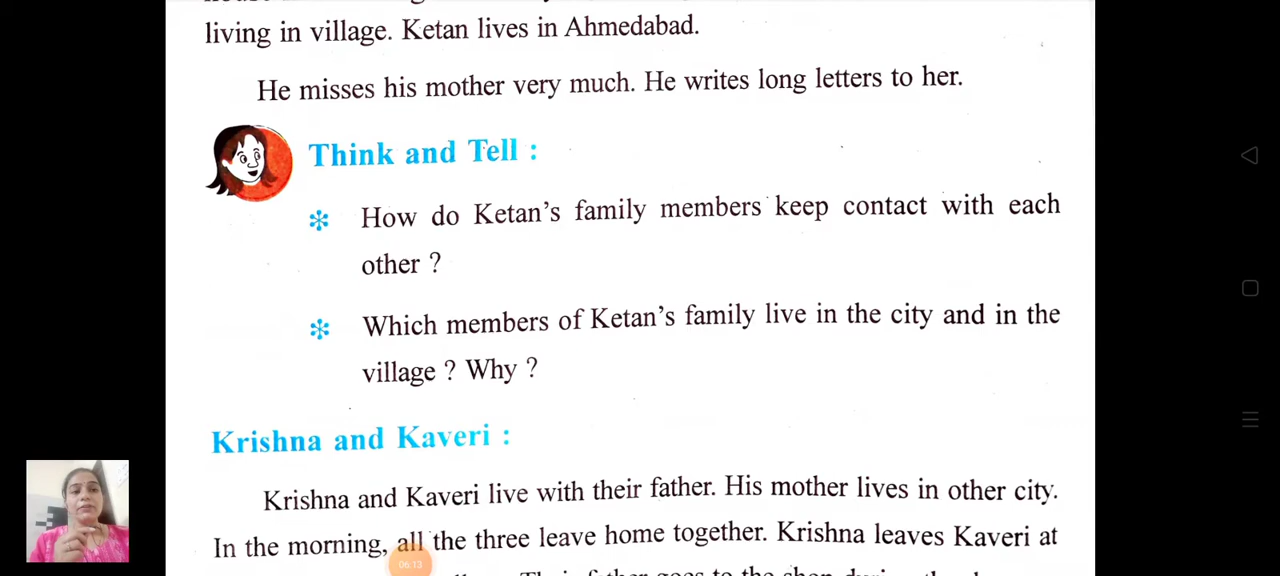 living in village. Ketan lives in Ahmedabad.
He misses his mother very much. He writes long letters to her.
Think and Tell :
* How do Ketan's family members keep contact with each
other ?
* Which members of Ketan's family live in the city and in the
village ? Why ?
Krishna and Kaveri :
Krishna and Kaveri live with their father. His mother lives in other city.
In the morning, all the three leave home together. Krishna leaves Kaveri at
06:13